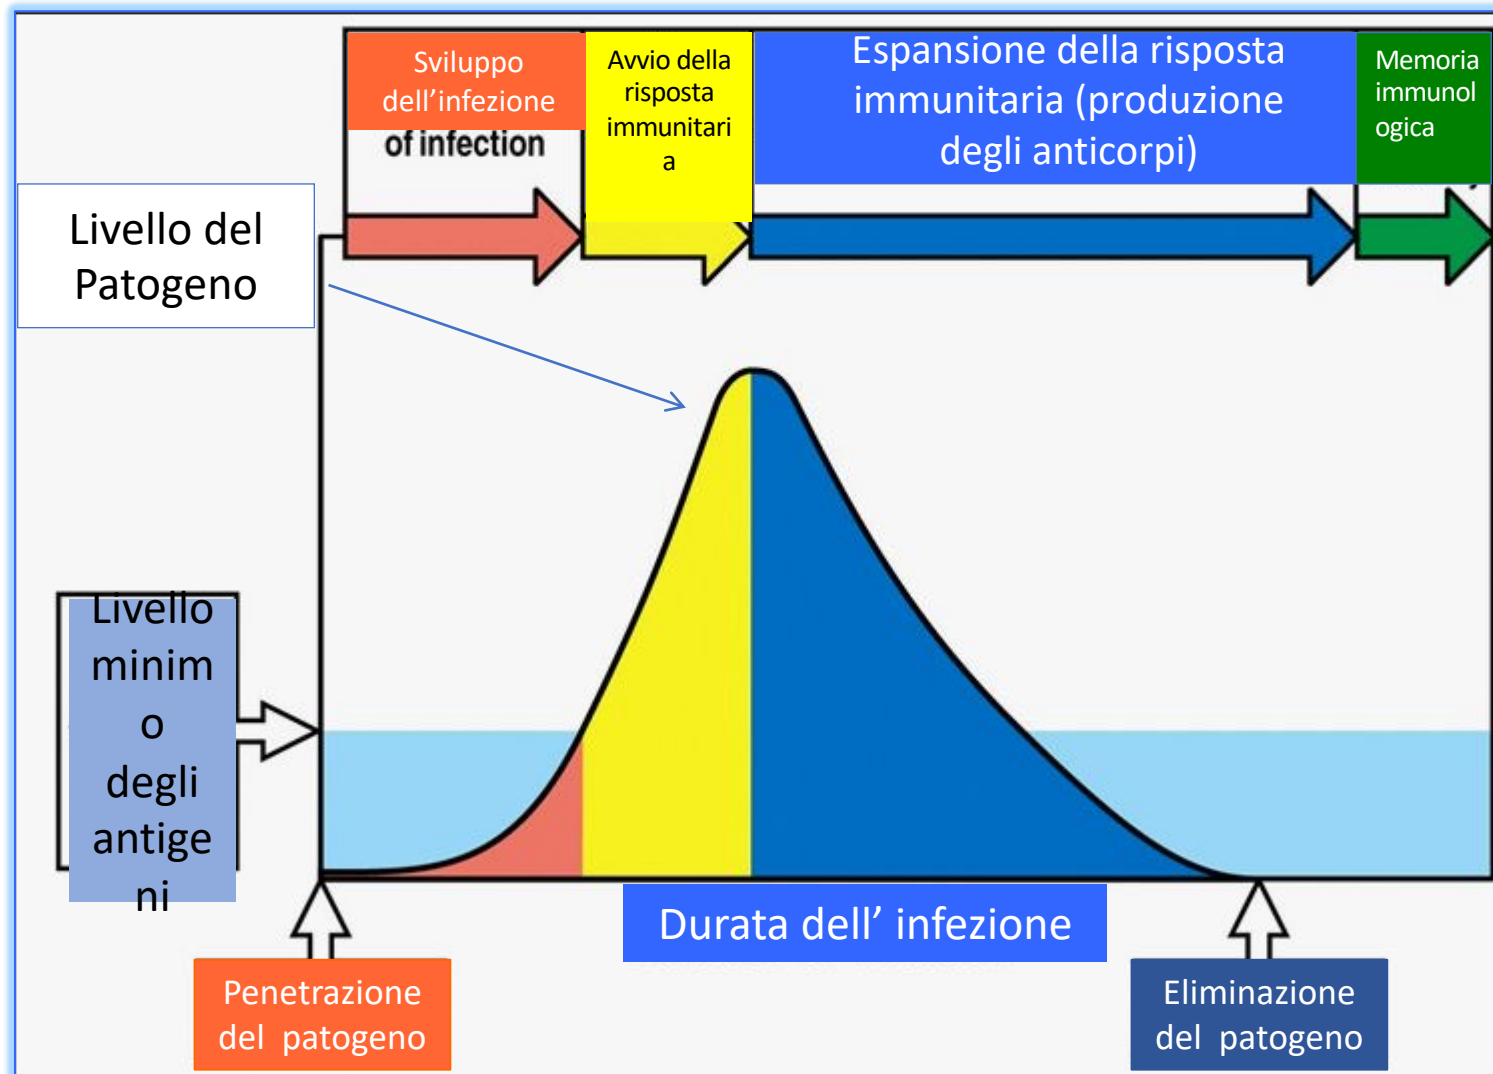 Sviluppo
dell’infezione
of infection
Avvio della
risposta
immunitari
a
Espansione della risposta
immunitaria (produzione
degli anticorpi)
Memoria
immunol
ogica
Livello del
Patogeno
Livello
minim
o
degli
antige
ni
Durata dell’ infezione
Penetrazione
del  patogeno
Eliminazione
del  patogeno